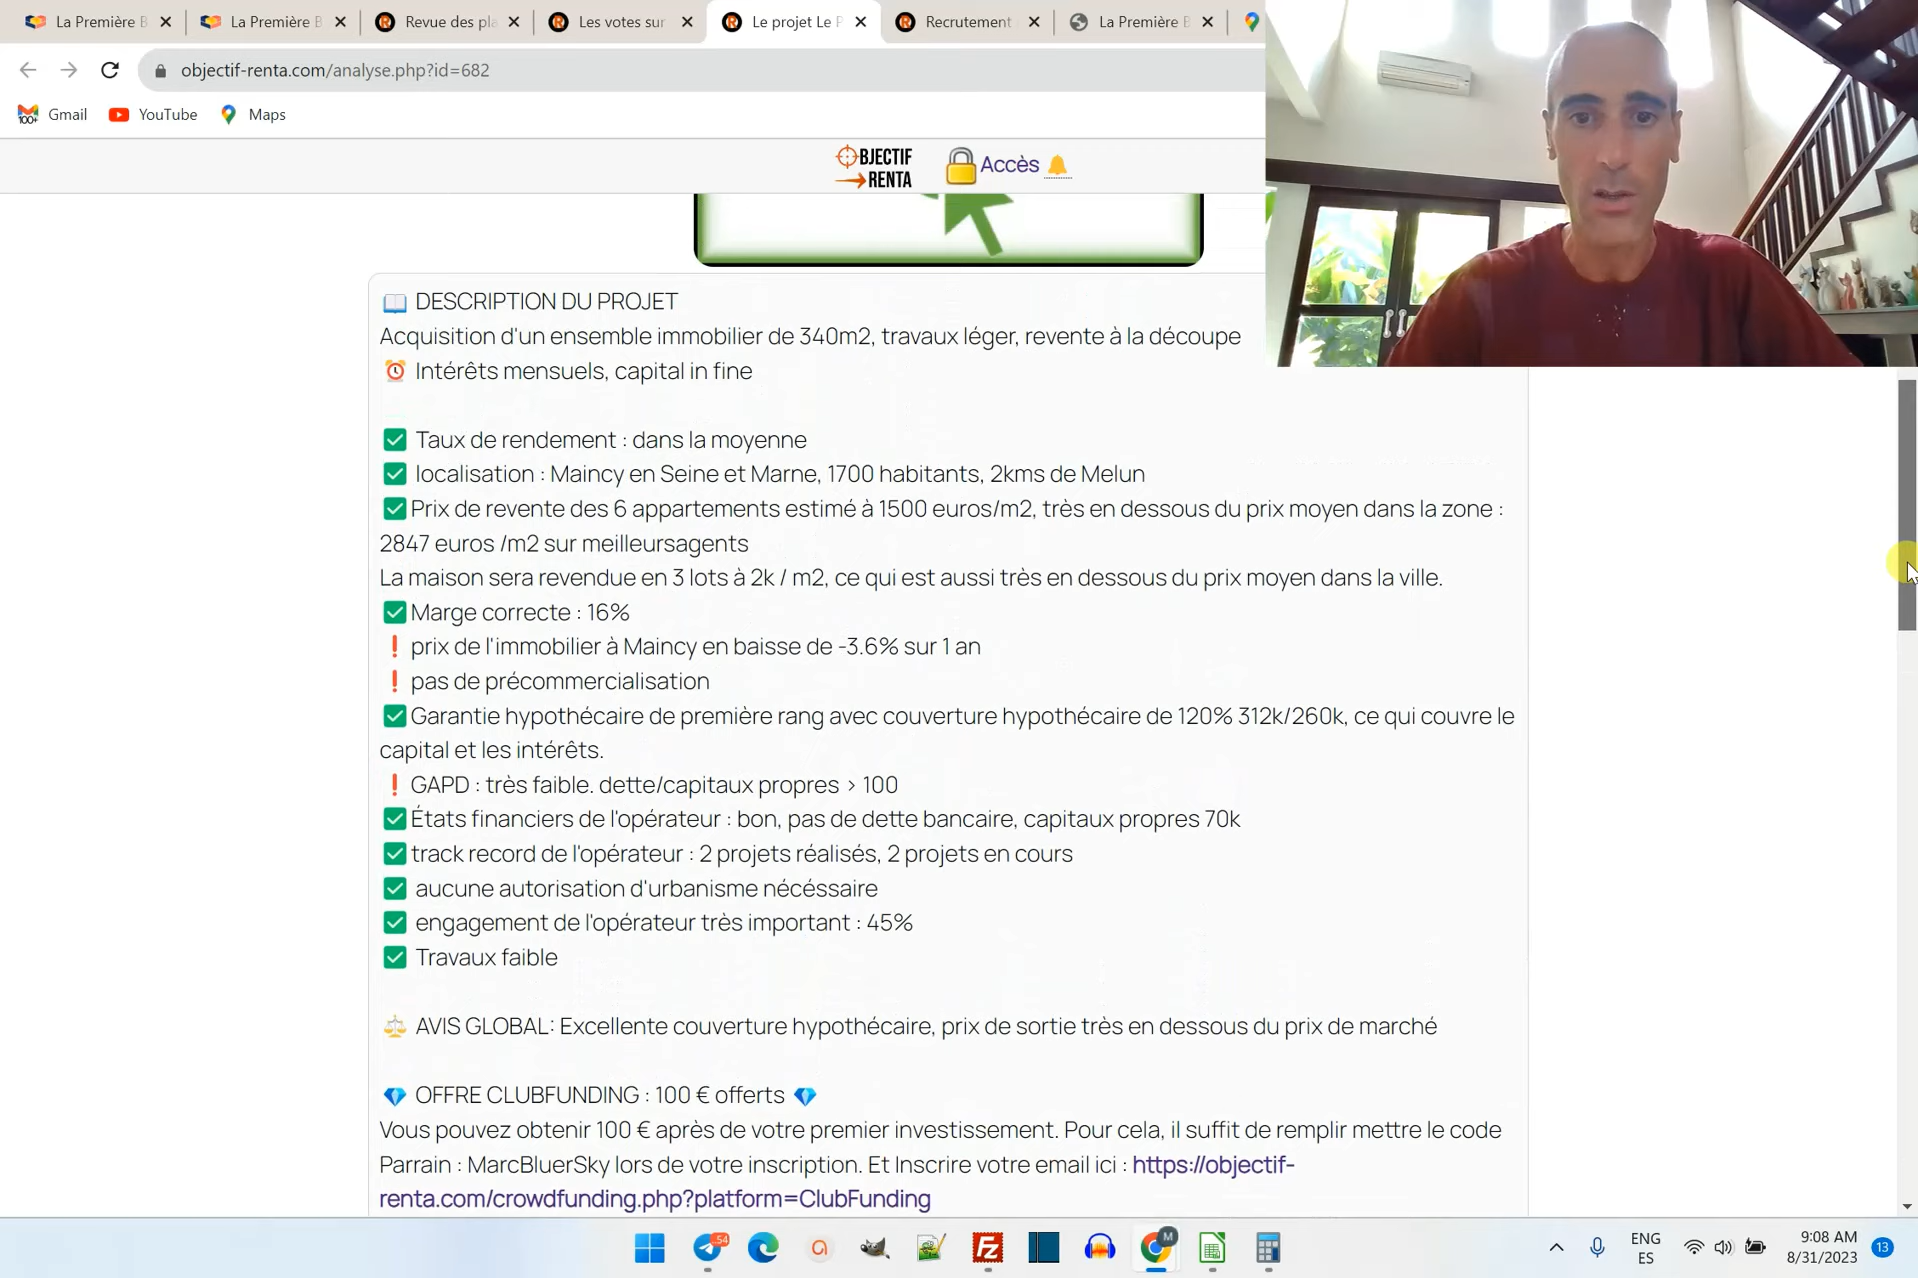 La Première B
La Première B
Revue des pla
Les votes sur
Le projet Le P
Recrutement
La Première B
objectif-renta.com/analyse.php?id=682
Gmail
YouTube
Maps
BJECTIF
RENTA
Accès
DESCRIPTION DU PROJET
Acquisition d'un ensemble immobilier de 340m2, travaux léger, revente à la découpe
Intérêts mensuels, capital in fine
Taux de rendement : dans la moyenne
localisation : Maincy en Seine et Marne, 1700 habitants, 2kms de Melun
Prix de revente des 6 appartements estimé à 1500 euros/m2, très en dessous du prix moyen dans la zone :
2847 euros /m2 sur meilleursagents
La maison sera revendue en 3 lots à 2k / m2, ce qui est aussi très en dessous du prix moyen dans la ville.
Marge correcte : 16%
❗ prix de l'immobilier à Maincy en baisse de -3.6% sur 1 an
❗ pas de précommercialisation
Garantie hypothécaire de première rang avec couverture hypothécaire de 120% 312k/260k, ce qui couvre le
capital et les intérêts.
❗ GAPD : très faible. dette/capitaux propres > 100
États financiers de l'opérateur : bon, pas de dette bancaire, capitaux propres 70k
track record de l'opérateur : 2 projets réalisés, 2 projets en cours
aucune autorisation d'urbanisme nécéssaire
engagement de l'opérateur très important : 45%
Travaux faible
AVIS GLOBAL: Excellente couverture hypothécaire, prix de sortie très en dessous du prix de marché
OFFRE CLUBFUNDING : 100 € offerts
Vous pouvez obtenir 100 € après de votre premier investissement. Pour cela, il suffit de remplir mettre le code
Parrain : MarcBluerSky lors de votre inscription. Et Inscrire votre email ici : https://objectif-
renta.com/crowdfunding.php?platform=ClubFunding
54
M
ENG
ES
9:08 AM
8/31/2023
13